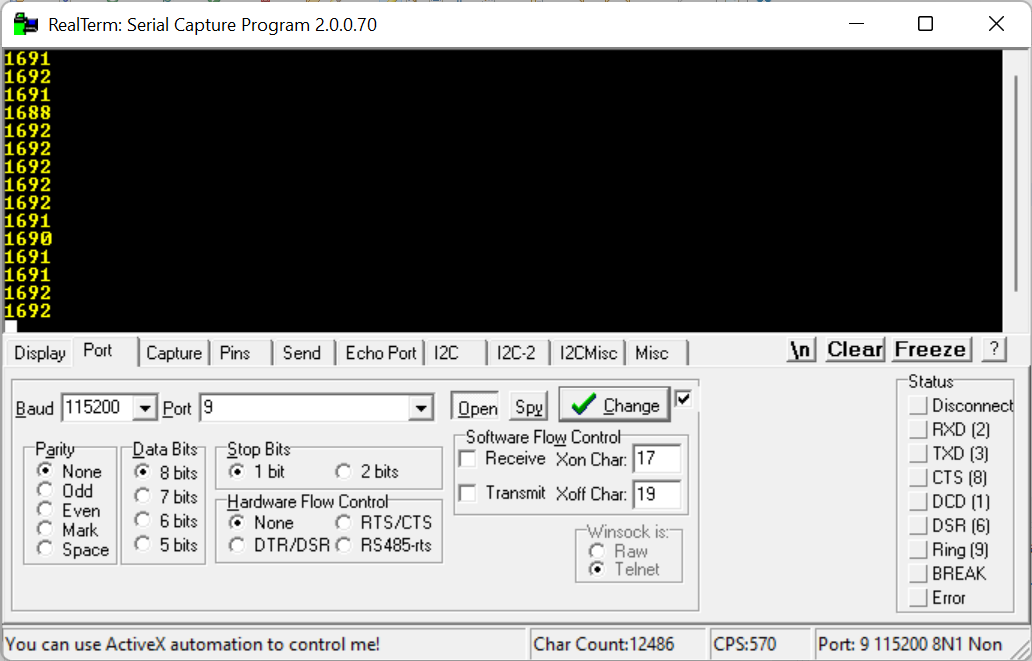 RealTerm: Serial Capture Program 2.0.0.70
1691
1692
1691
1688
1692
1692
1692
1692
1692
1691
1690
1691
1691
1692
1692
Display Port Capture Pins Send Echo Port I2C I2C-2 I2CMisc Misc \n Clear Freeze ?
Baud 115200 Port 9 Open Spy Change
Parity
None
Odd
Even
Mark
Space
Data Bits
8 bits
7 bits
6 bits
5 bits
Stop Bits
1 bit 2 bits
Hardware Flow Control
None RTS/CTS
DTR/DSR RS485-rts
Software Flow Control
Receive Xon Char: 17
Transmit Xoff Char: 19
Winsock is:
Raw
Telnet
Status
Disconnect
RXD (2)
TXD (3)
CTS (8)
DCD (1)
DSR (6)
Ring (9)
BREAK
Error
You can use ActiveX automation to control me! Char Count:12486 CPS:570 Port: 9 115200 8N1 Non